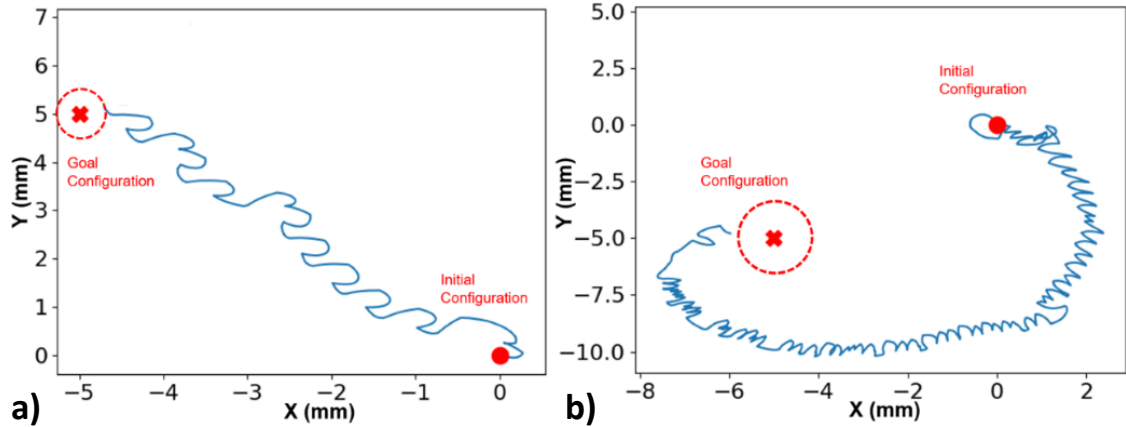 7
6
5
4
3
2
1
0
Y (mm)
Goal
Configuration
Initial
Configuration
−5
−4
−3
−2
−1
0
X (mm)
a)
5.0
2.5
0.0
−2.5
−5.0
−7.5
−10.0
Y (mm)
Initial
Configuration
Goal
Configuration
−8
−6
−4
−2
0
2
X (mm)
b)